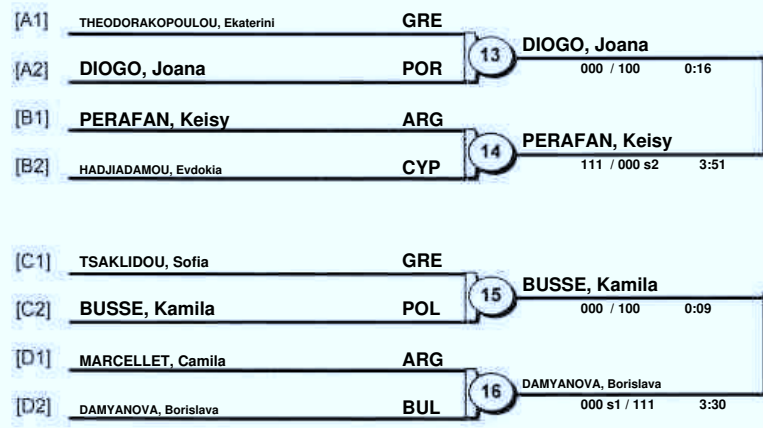 [A1] THEODORAKOPOULOU, Ekaterini GRE
13 DIOGO, Joana
[A2] DIOGO, Joana POR
000 / 100 0:16
[B1] PERAFAN, Keisy ARG
14 PERAFAN, Keisy
[B2] HADJIADAMOU, Evdokia CYP
111 / 000 s2 3:51
[C1] TSAKLIDOU, Sofia GRE
15 BUSSE, Kamila
[C2] BUSSE, Kamila POL
000 / 100 0:09
[D1] MARCELLET, Camila ARG
16 DAMYANOVA, Borislava
[D2] DAMYANOVA, Borislava BUL
000 s1 / 111 3:30